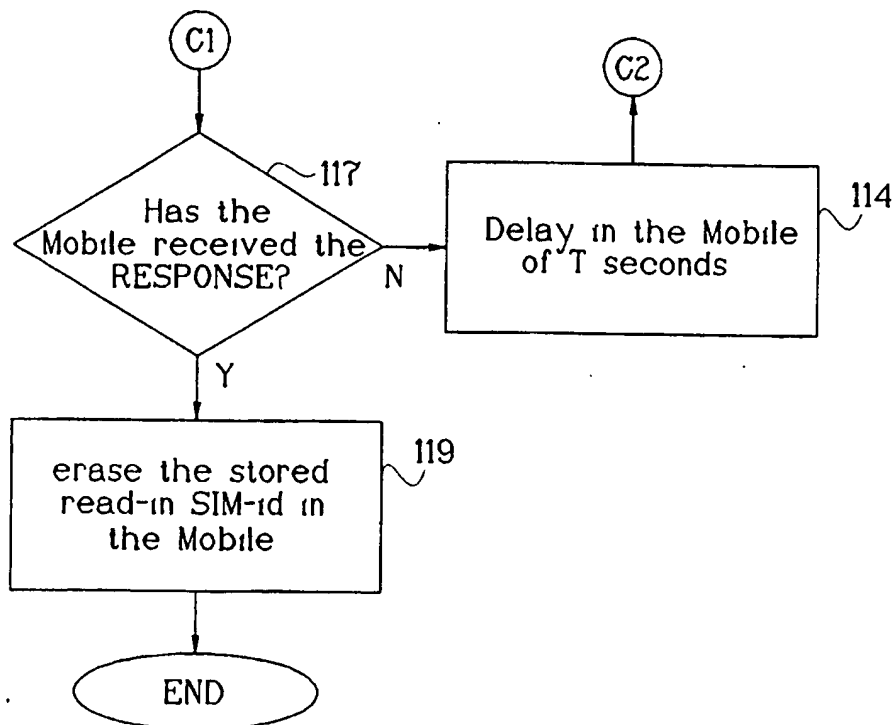 C1
C2
117
Has the
Mobile received the
RESPONSE?
N
Delay in the Mobile
of T seconds
114
Y
erase the stored
read-in SIM-id in
the Mobile
119
END